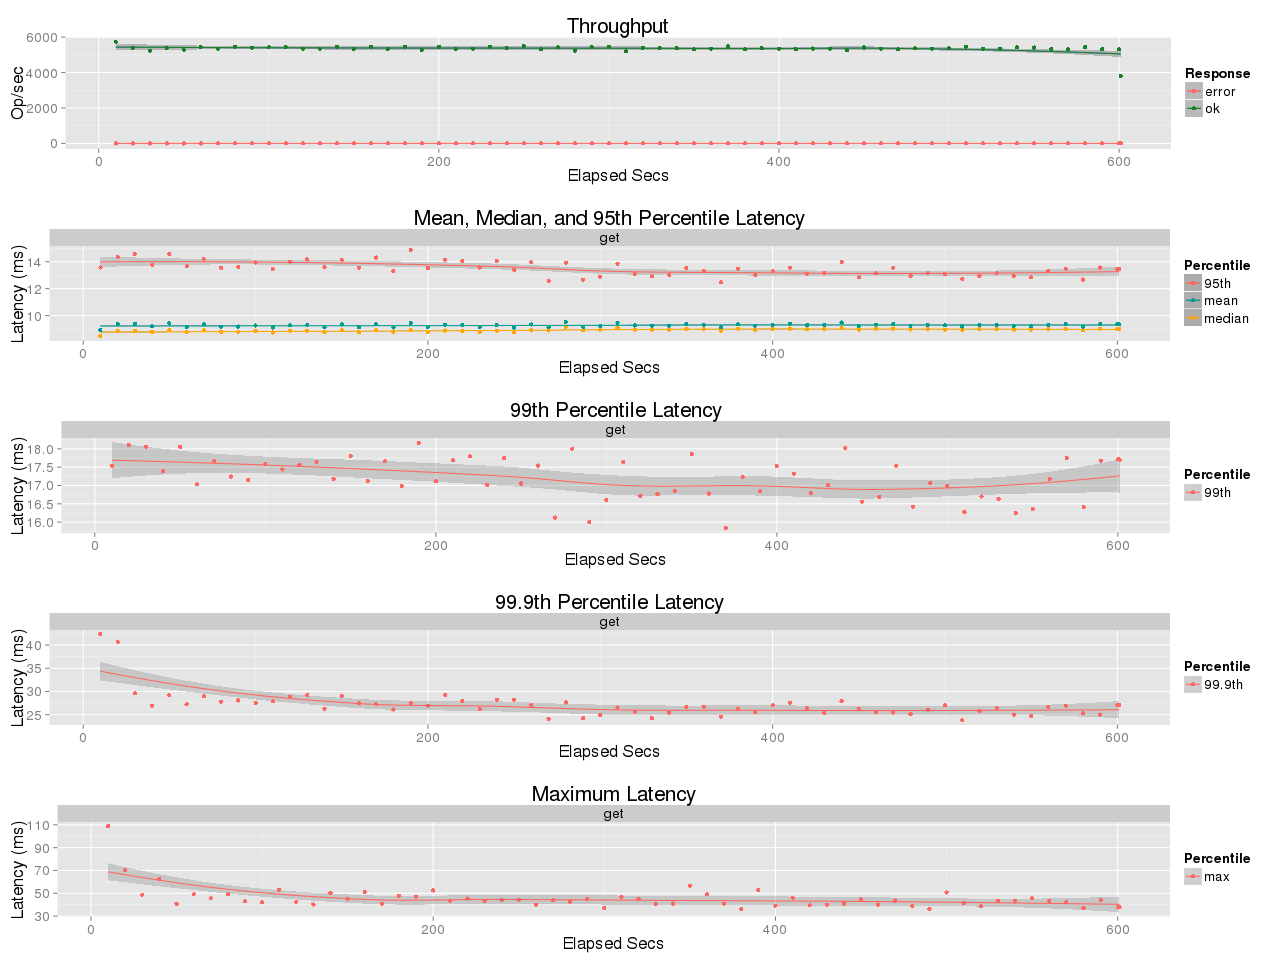 Throughput
6000
4000
2000
0
Op/sec
0 200 400 600
Elapsed Secs
Response
error
ok
Mean, Median, and 95th Percentile Latency
get
14
12
10
Latency (ms)
0 200 400 600
Elapsed Secs
Percentile
95th
mean
median
99th Percentile Latency
get
18.0
17.5
17.0
16.5
16.0
Latency (ms)
0 200 400 600
Elapsed Secs
Percentile
99th
99.9th Percentile Latency
get
40
35
30
25
Latency (ms)
0 200 400 600
Elapsed Secs
Percentile
99.9th
Maximum Latency
get
110
90
70
50
30
Latency (ms)
0 200 400 600
Elapsed Secs
Percentile
max